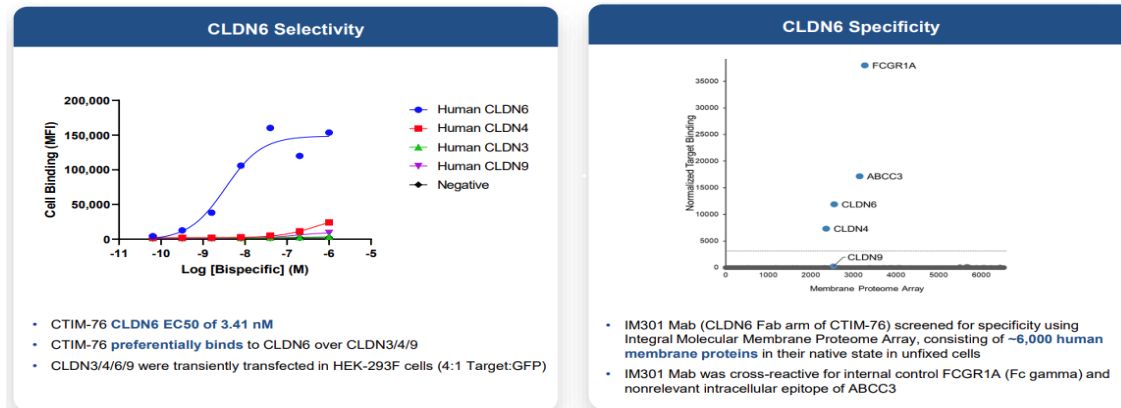 CLDN6 Selectivity
200,000
150,000
100,000
50,000
0
Cell Binding (MFI)
-11
-10
-9
-8
-7
-6
-5
Log [Bispecific] (M)
Human CLDN6
Human CLDN4
Human CLDN3
Human CLDN9
Negative
• CTIM-76 CLDN6 EC50 of 3.41 nM
• CTIM-76 preferentially binds to CLDN6 over CLDN3/4/9
• CLDN3/4/6/9 were transiently transfected in HEK-293F cells (4:1 Target:GFP)
CLDN6 Specificity
35000
30000
25000
20000
15000
10000
5000
0
Normalized Target Binding
FCGR1A
ABCC3
CLDN6
CLDN4
CLDN9
0
1000
2000
3000
4000
5000
6000
Membrane Proteome Array
• IM301 Mab (CLDN6 Fab arm of CTIM-76) screened for specificity using
Integral Molecular Membrane Proteome Array, consisting of ~6,000 human
membrane proteins in their native state in unfixed cells
• IM301 Mab was cross-reactive for internal control FCGR1A (Fc gamma) and
nonrelevant intracellular epitope of ABCC3